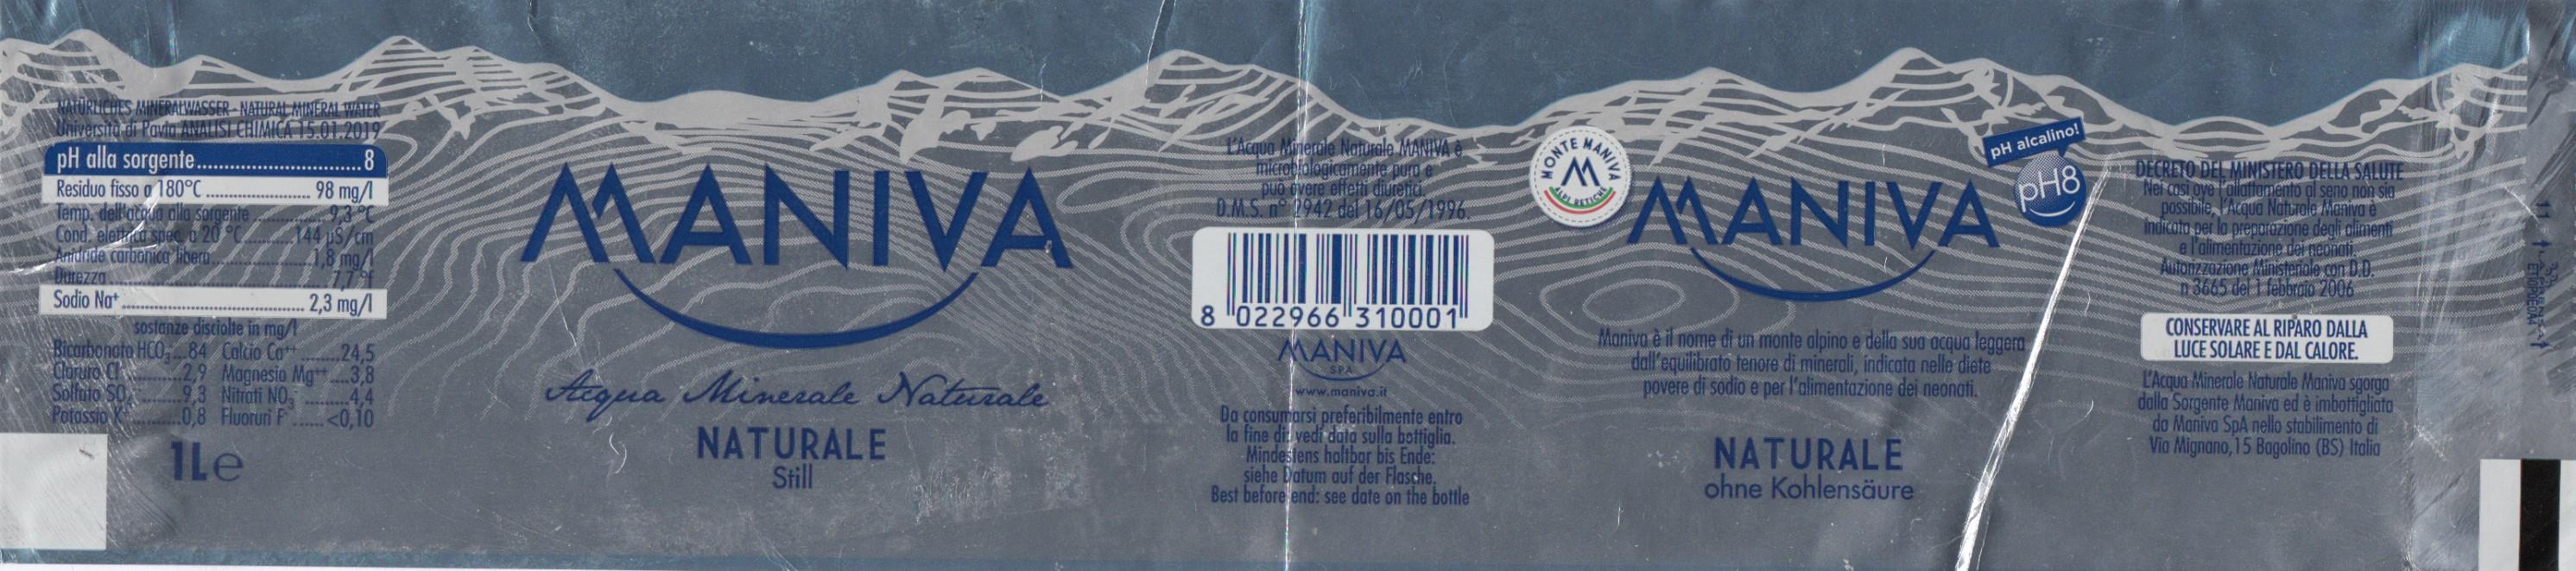 NATÜRLICHES MINERALWASSER - NATURAL MINERAL WATER
Università di Pavia ANALISI CHIMICA 15.01.2019
pH alla sorgente..........................8
Residuo fisso a 180°C .................. 98 mg/l
Temp. dell'acqua alla sorgente ............ 9,3 °C
Cond. elettrica spec. a 20 °C..........144 µS/cm
Anidride carbonica libera..................1,8 mg/l
Durezza ..................................7,7 °f
Sodio Na+ ............................... 2,3 mg/l
sostanze disciolte in mg/l
Bicarbonato HCO3-...84 Calcio Ca++ ........24,5
Cloruro Cl- ............2,9 Magnesio Mg++ ....3,8
Solfato SO4 .......9,3 Nitrati NO3- ........4,4
Potassio K+ ..........0,8 Fluoruri F- ......<0,10
1L e
MANIVA
Acqua Minerale Naturale
NATURALE
Still
L'Acqua Minerale Naturale MANIVA è
microbiologicamente pura e
può avere effetti diuretici.
D.M.S. n° 2942 del 16/05/1996.
8 022966 310001
MANIVA
SPA
www.maniva.it
Da consumarsi preferibilmente entro
la fine di: vedi data sulla bottiglia.
Mindestens haltbar bis Ende:
siehe Datum auf der Flasche.
Best before end: see date on the bottle
MONTE MANIVA
ALPI RETICHE
MANIVA
pH alcalino!
pH8
Maniva è il nome di un monte alpino e della sua acqua leggera
dall'equilibrato tenore di minerali, indicata nelle diete
povere di sodio e per l'alimentazione dei neonati.
NATURALE
ohne Kohlensäure
DECRETO DEL MINISTERO DELLA SALUTE
Nei casi ove l'allattamento al seno non sia
possibile, l'Acqua Naturale Maniva è
indicata per la preparazione degli alimenti
e l'alimentazione dei neonati.
Autorizzazione Ministeriale con D.D.
n 3665 del 1 febbraio 2006
CONSERVARE AL RIPARO DALLA
LUCE SOLARE E DAL CALORE.
L'Acqua Minerale Naturale Maniva sgorga
dalla Sorgente Maniva ed è imbottigliata
da Maniva SpA nello stabilimento di
Via Mignano,15 Bagolino (BS) Italia